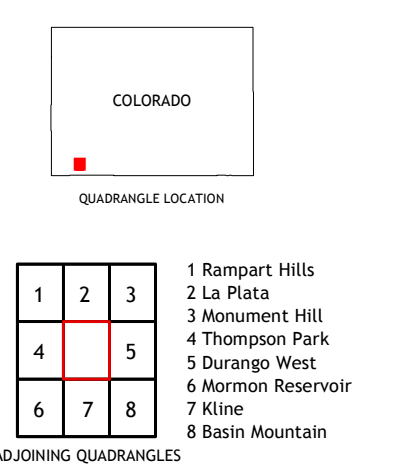 COLORADO
QUADRANGLE LOCATION
1 2 3
4 5
6 7 8
1 Rampart Hills
2 La Plata
3 Monument Hill
4 Thompson Park
5 Durango West
6 Mormon Reservoir
7 Kline
8 Basin Mountain
ADJOINING QUADRANGLES